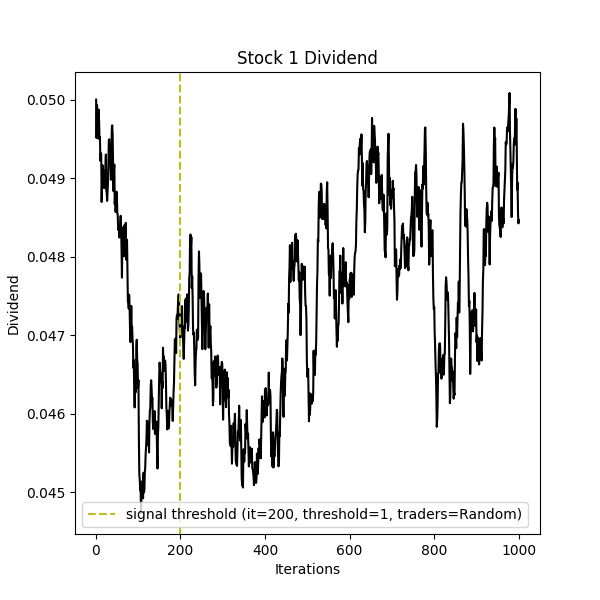 Stock 1 Dividend
0.050
0.049
0.048
0.047
0.046
0.045
Dividend
signal threshold (it=200, threshold=1, traders=Random)
0 200 400 600 800 1000
Iterations